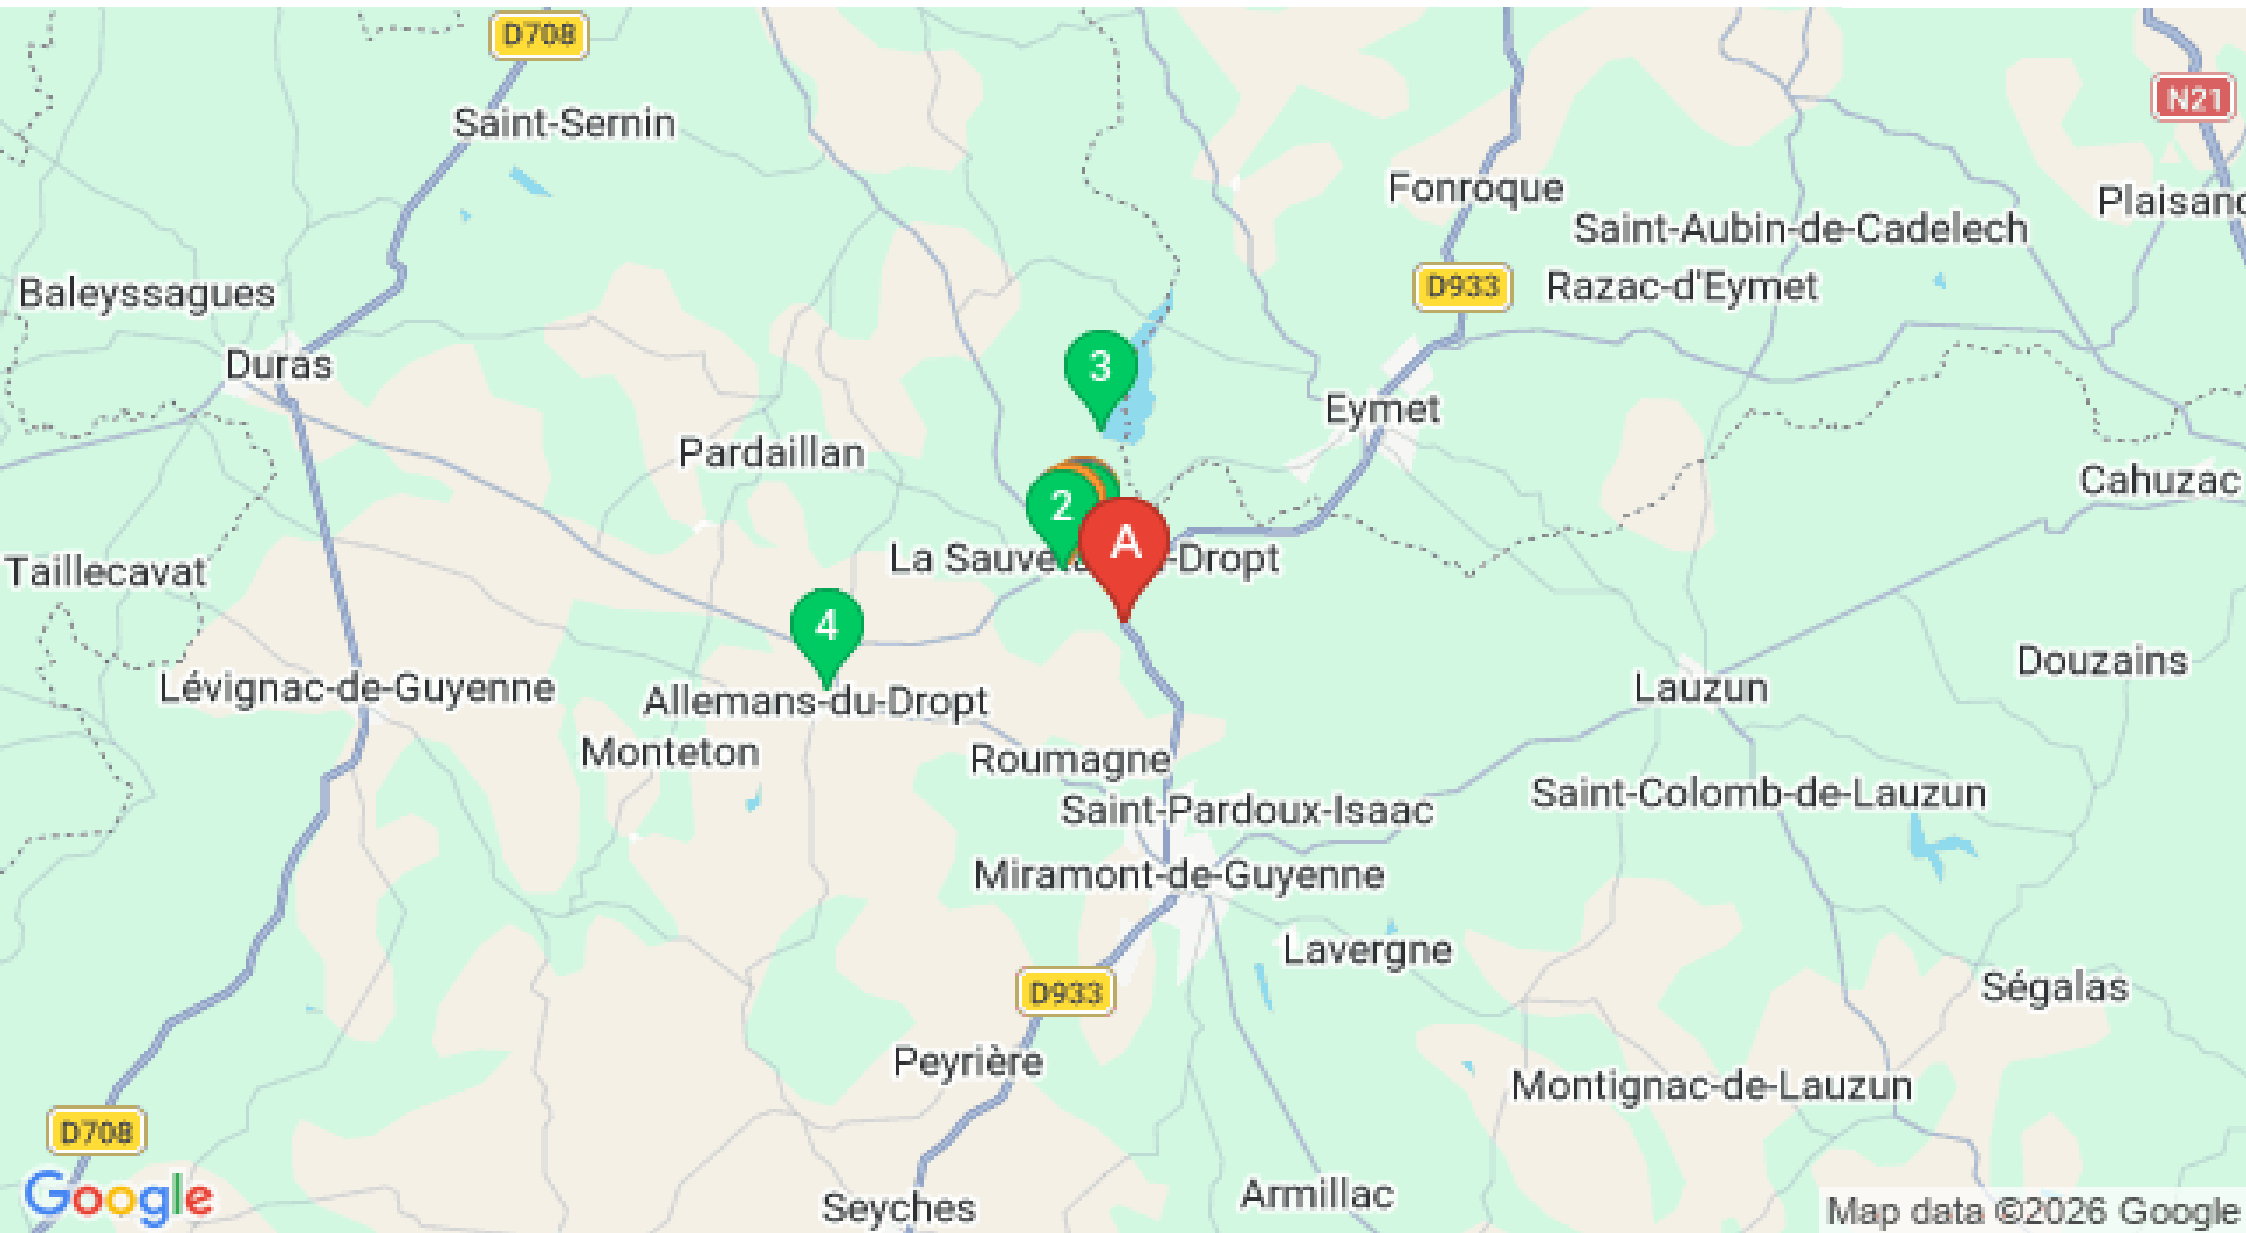 D708
Saint-Sernin
N21
Fonroque
Plaisanc
Saint-Aubin-de-Cadelech
D933
Razac-d'Eymet
Baleyssagues
Duras
3
Eymet
Pardaillan
Cahuzac
2
A
La Sauve -Dropt
Taillecavat
4
Lévignac-de-Guyenne
Allemans-du-Dropt
Lauzun
Douzains
Monteton
Roumagne
Saint-Pardoux-Isaac
Saint-Colomb-de-Lauzun
Miramont-de-Guyenne
Lavergne
D933
Ségalas
Peyrière
Montignac-de-Lauzun
D708
Google
Seyches
Armillac
Map data ©2026 Google